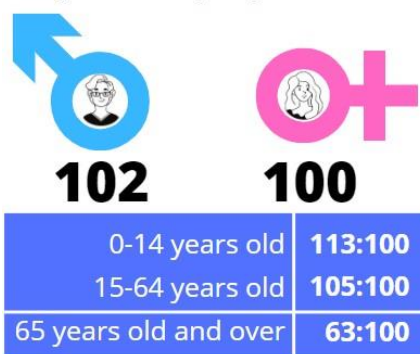 102 100
0-14 years old 113:100
15-64 years old 105:100
65 years old and over 63:100